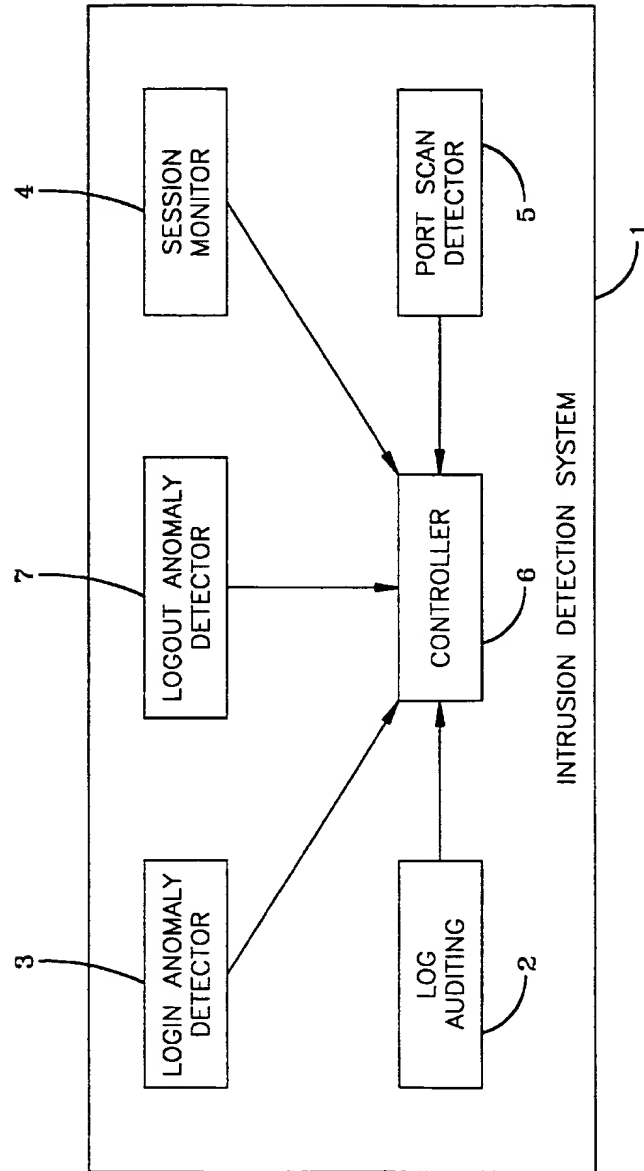 3
7
4
LOGIN ANOMALY
DETECTOR
LOGOUT ANOMALY
DETECTOR
SESSION
MONITOR
LOG
AUDITING
CONTROLLER
PORT SCAN
DETECTOR
2
6
5
INTRUSION DETECTION SYSTEM
1